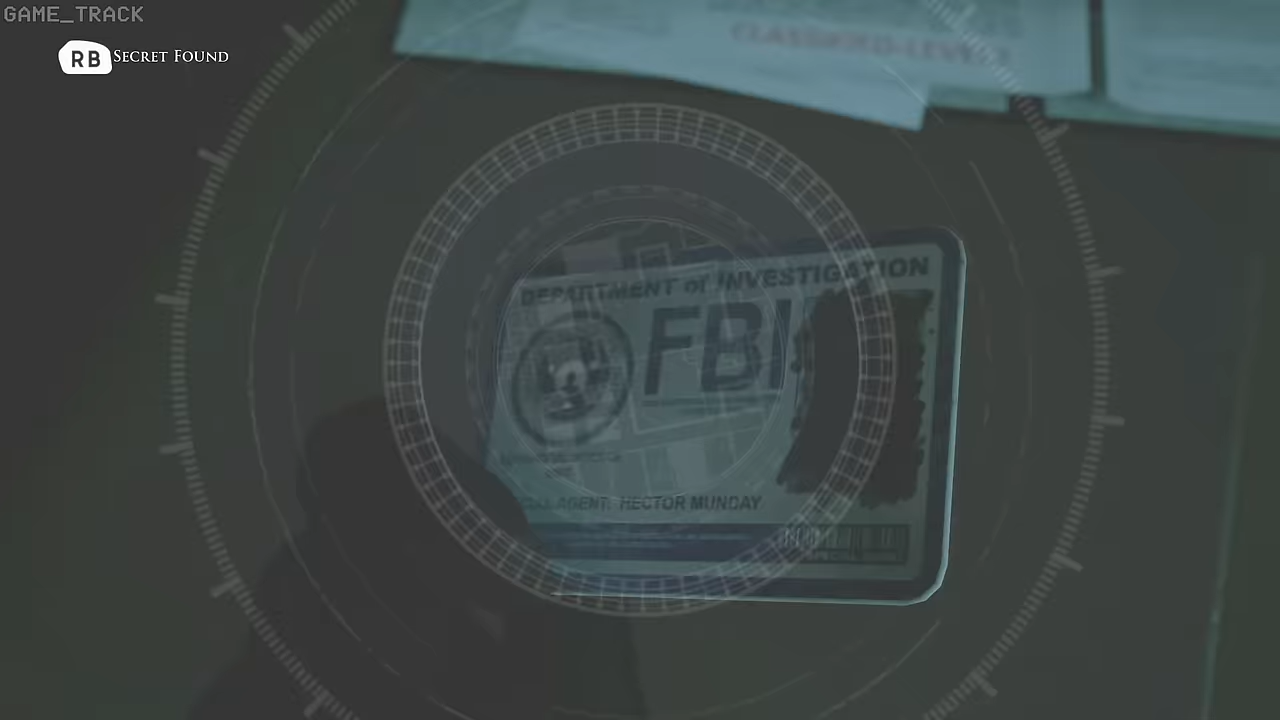 GAME_TRACK
RB SECRET FOUND
CLASSIFIED-LEVEL
DEPARTMENT of INVESTIGATION
FBI
AGENT: HECTOR MUNDAY